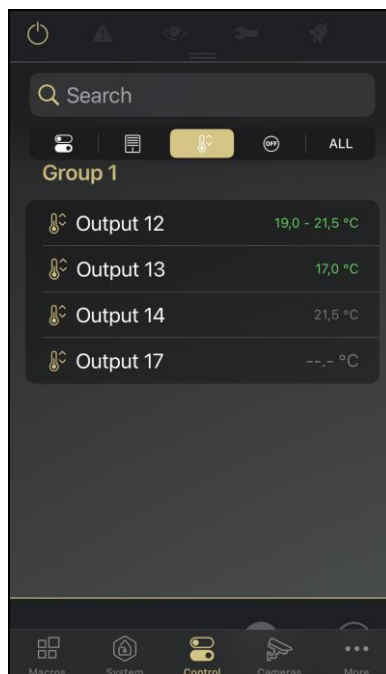 Search
OFF ALL
Group 1
Output 12 19,0 - 21,5 °C
Output 13 17,0 °C
Output 14 21,5 °C
Output 17 --.- °C
Macros System Control Cameras More